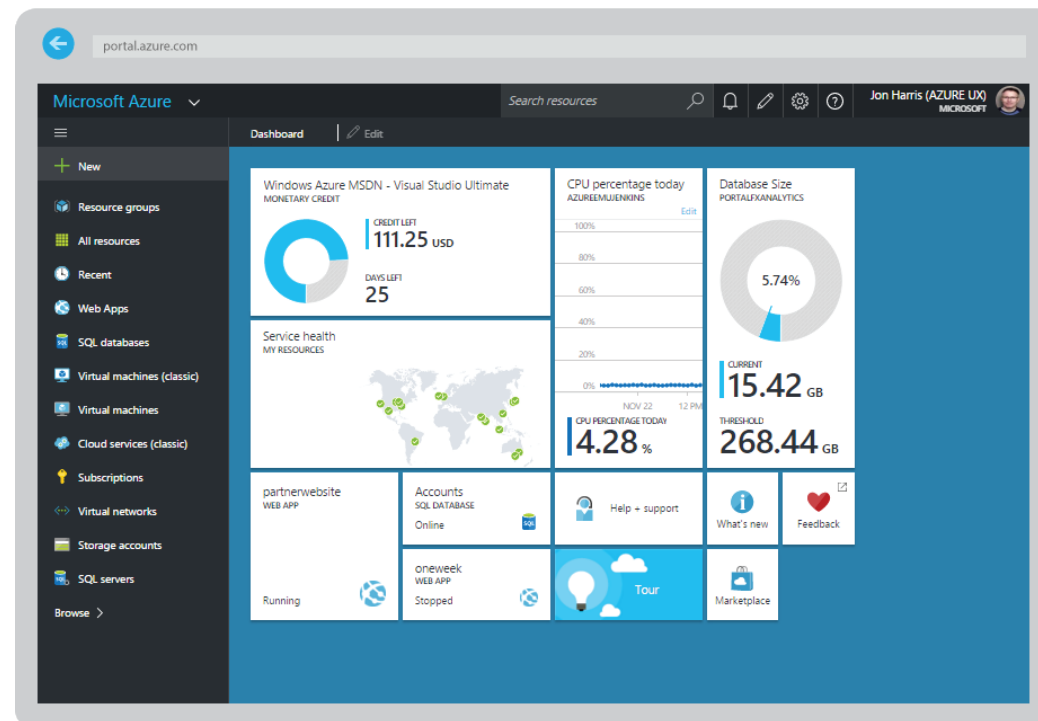 portal.azure.com
Microsoft Azure
Search resources
Jon Harris (AZURE UX)
MICROSOFT
Dashboard
Edit
New
Resource groups
All resources
Recent
Web Apps
SQL databases
Virtual machines (classic)
Virtual machines
Cloud services (classic)
Subscriptions
Virtual networks
Storage accounts
SQL servers
Browse
Windows Azure MSDN - Visual Studio Ultimate
MONETARY CREDIT
CREDIT LEFT
111.25 USD
DAYS LEFT
25
CPU percentage today
AZUREEMUJENKINS
Edit
100%
80%
60%
40%
20%
0%
NOV 22 12 PM
CPU PERCENTAGE TODAY
4.28 %
Database Size
PORTALFXANALYTICS
5.74%
CURRENT
15.42 GB
THRESHOLD
268.44 GB
Service health
MY RESOURCES
partnerwebsite
WEB APP
Running
Accounts
SQL DATABASE
Online
SQL
Help + support
What's new
Feedback
oneweek
WEB APP
Stopped
Tour
Marketplace